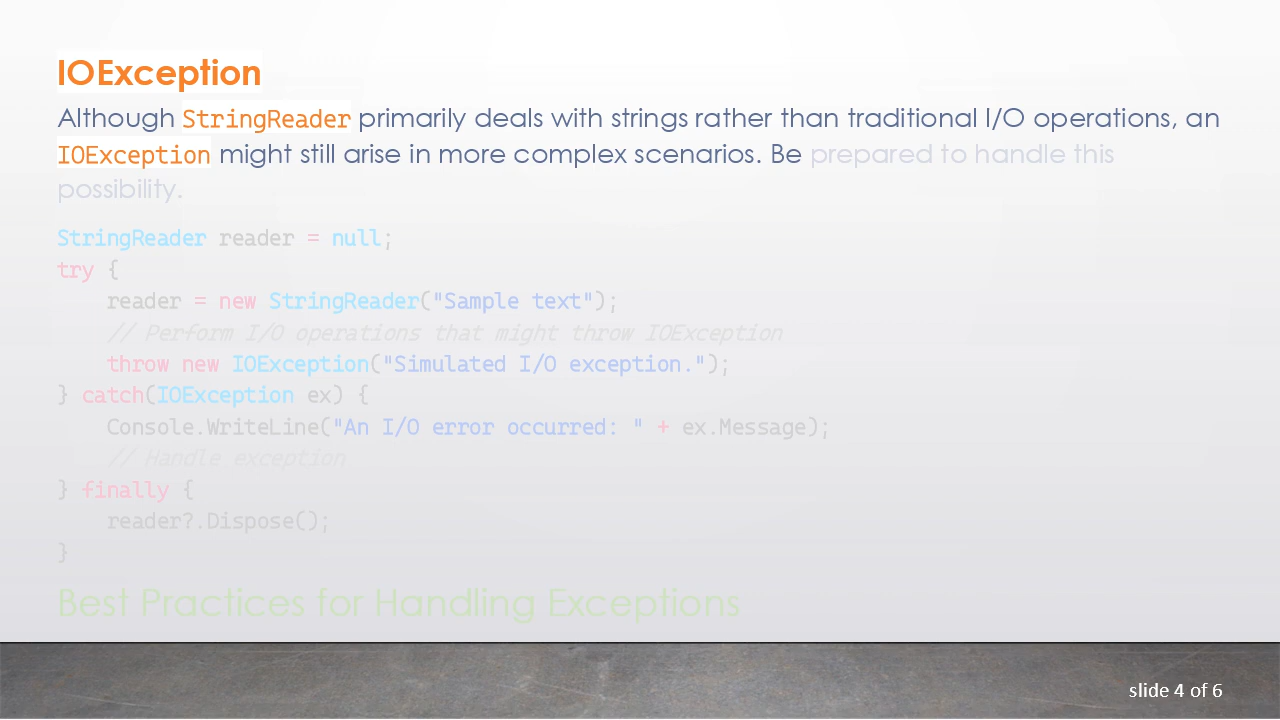 IOException
Although StringReader primarily deals with strings rather than traditional I/O operations, an
IOException might still arise in more complex scenarios. Be prepared to handle this
possibility.
StringReader reader = null;
try {
    reader = new StringReader("Sample text");
    // Perform I/O operations that might throw IOException
    throw new IOException("Simulated I/O exception.");
} catch(IOException ex) {
    Console.WriteLine("An I/O error occurred: " + ex.Message);
    // Handle exception
} finally {
    reader?.Dispose();
}
Best Practices for Handling Exceptions
slide 4 of 6